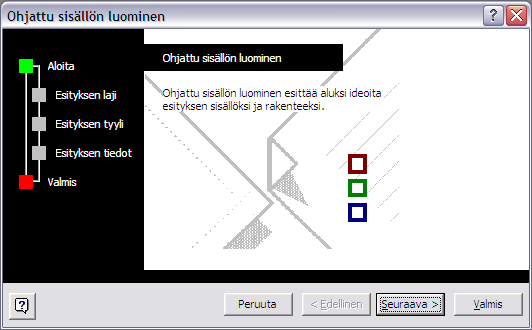 Ohjattu sisällön luominen
Aloita
Esityksen laji
Esityksen tyyli
Esityksen tiedot
Valmis
Ohjattu sisällön luominen
Ohjattu sisällön luominen esittää aluksi ideoita
esityksen sisällöksi ja rakenteeksi.
Peruuta
< Edellinen
Seuraava >
Valmis